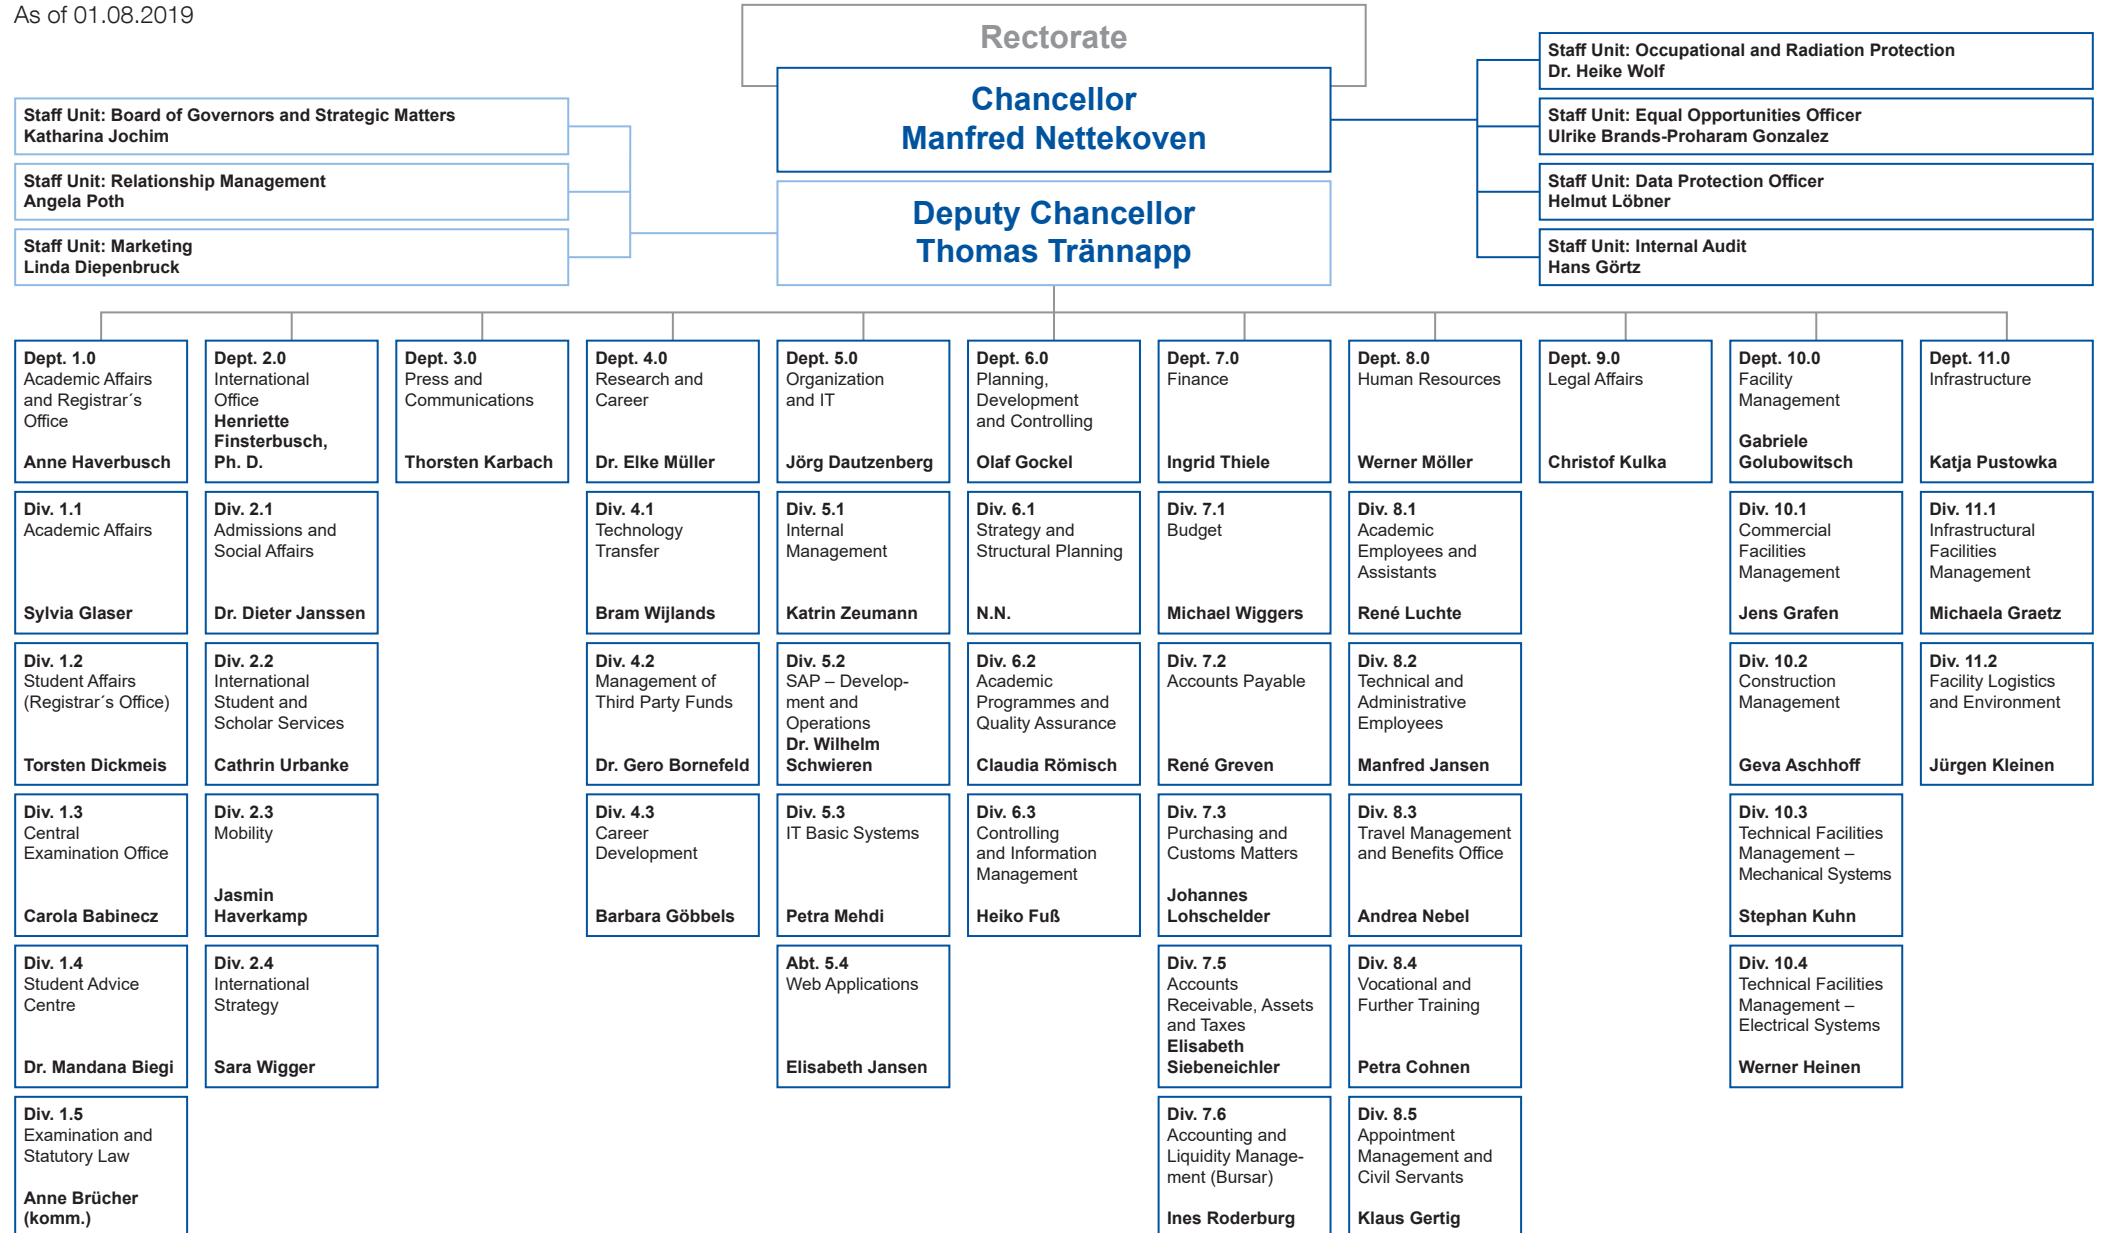 As of 01.08.2019
Rectorate
Chancellor
Manfred Nettekoven
Deputy Chancellor
Thomas Trännapp
Staff Unit: Board of Governors and Strategic Matters
Katharina Jochim
Staff Unit: Relationship Management
Angela Poth
Staff Unit: Marketing
Linda Diepenbruck
Staff Unit: Occupational and Radiation Protection
Dr. Heike Wolf
Staff Unit: Equal Opportunities Officer
Ulrike Brands-Proharam Gonzalez
Staff Unit: Data Protection Officer
Helmut Löbner
Staff Unit: Internal Audit
Hans Görtz
Dept. 1.0
Academic Affairs
and Registrar´s
Office
Anne Haverbusch
Div. 1.1
Academic Affairs
Sylvia Glaser
Div. 1.2
Student Affairs
(Registrar´s Office)
Torsten Dickmeis
Div. 1.3
Central
Examination Office
Carola Babinecz
Div. 1.4
Student Advice
Centre
Dr. Mandana Biegi
Div. 1.5
Examination and
Statutory Law
Anne Brücher
(komm.)
Dept. 2.0
International
Office
Henriette
Finsterbusch,
Ph. D.
Div. 2.1
Admissions and
Social Affairs
Dr. Dieter Janssen
Div. 2.2
International
Student and
Scholar Services
Cathrin Urbanke
Div. 2.3
Mobility
Jasmin
Haverkamp
Div. 2.4
International
Strategy
Sara Wigger
Dept. 3.0
Press and
Communications
Thorsten Karbach
Dept. 4.0
Research and
Career
Dr. Elke Müller
Div. 4.1
Technology
Transfer
Bram Wijlands
Div. 4.2
Management of
Third Party Funds
Dr. Gero Bornefeld
Div. 4.3
Career
Development
Barbara Göbbels
Dept. 5.0
Organization
and IT
Jörg Dautzenberg
Div. 5.1
Internal
Management
Katrin Zeumann
Div. 5.2
SAP – Develop-
ment and
Operations
Dr. Wilhelm
Schwieren
Div. 5.3
IT Basic Systems
Petra Mehdi
Abt. 5.4
Web Applications
Elisabeth Jansen
Dept. 6.0
Planning,
Development
and Controlling
Olaf Gockel
Div. 6.1
Strategy and
Structural Planning
N.N.
Div. 6.2
Academic
Programmes and
Quality Assurance
Claudia Römisch
Div. 6.3
Controlling
and Information
Management
Heiko Fuß
Dept. 7.0
Finance
Ingrid Thiele
Div. 7.1
Budget
Michael Wiggers
Div. 7.2
Accounts Payable
René Greven
Div. 7.3
Purchasing and
Customs Matters
Johannes
Lohschelder
Div. 7.5
Accounts
Receivable, Assets
and Taxes
Elisabeth
Siebeneichler
Div. 7.6
Accounting and
Liquidity Manage-
ment (Bursar)
Ines Roderburg
Dept. 8.0
Human Resources
Werner Möller
Div. 8.1
Academic
Employees and
Assistants
René Luchte
Div. 8.2
Technical and
Administrative
Employees
Manfred Jansen
Div. 8.3
Travel Management
and Benefits Office
Andrea Nebel
Div. 8.4
Vocational and
Further Training
Petra Cohnen
Div. 8.5
Appointment
Management and
Civil Servants
Klaus Gertig
Dept. 9.0
Legal Affairs
Christof Kulka
Dept. 10.0
Facility
Management
Gabriele
Golubowitsch
Div. 10.1
Commercial
Facilities
Management
Jens Grafen
Div. 10.2
Construction
Management
Geva Aschhoff
Div. 10.3
Technical Facilities
Management –
Mechanical Systems
Stephan Kuhn
Div. 10.4
Technical Facilities
Management –
Electrical Systems
Werner Heinen
Dept. 11.0
Infrastructure
Katja Pustowka
Div. 11.1
Infrastructural
Facilities
Management
Michaela Graetz
Div. 11.2
Facility Logistics
and Environment
Jürgen Kleinen